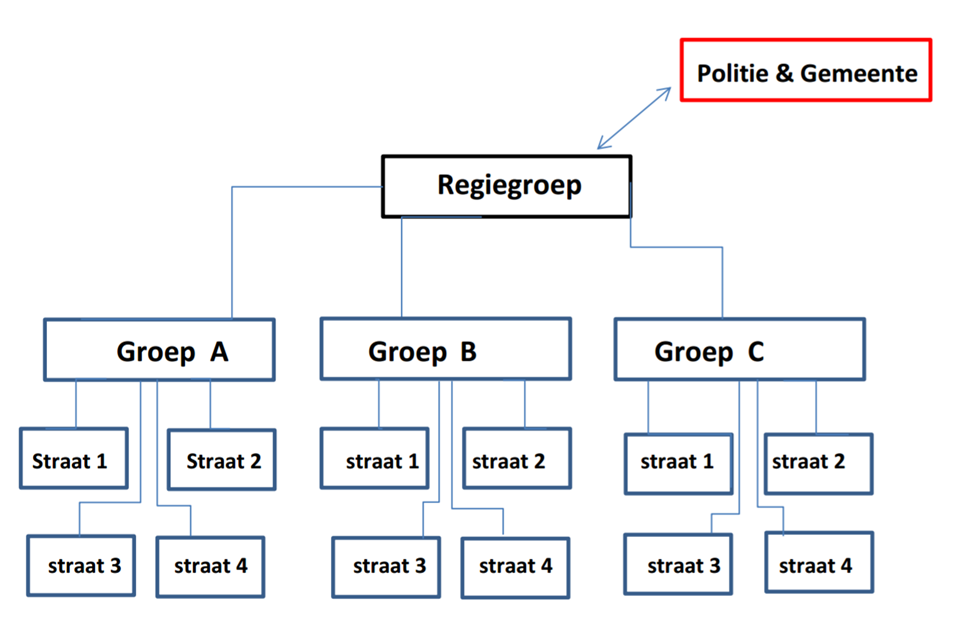 Politie & Gemeente
Regiegroep
Groep A
Groep B
Groep C
Straat 1
Straat 2
straat 1
straat 2
straat 1
straat 2
straat 3
straat 4
straat 3
straat 4
straat 3
straat 4